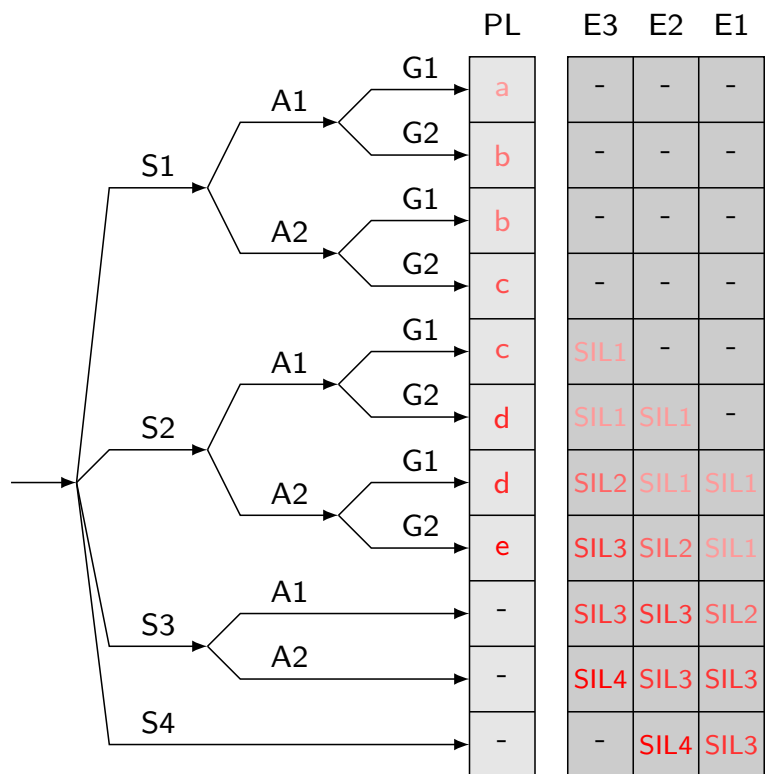 PL E3 E2 E1
G1 a - - -
A1
G2 b - - -
S1
G1 b - - -
A2
G2 c - - -
G1 c SIL1 - -
A1
G2 d SIL1 SIL1 -
S2
G1 d SIL2 SIL1 SIL1
A2
G2 e SIL3 SIL2 SIL1
A1 - SIL3 SIL3 SIL2
S3
A2 - SIL4 SIL3 SIL3
S4 - - SIL4 SIL3